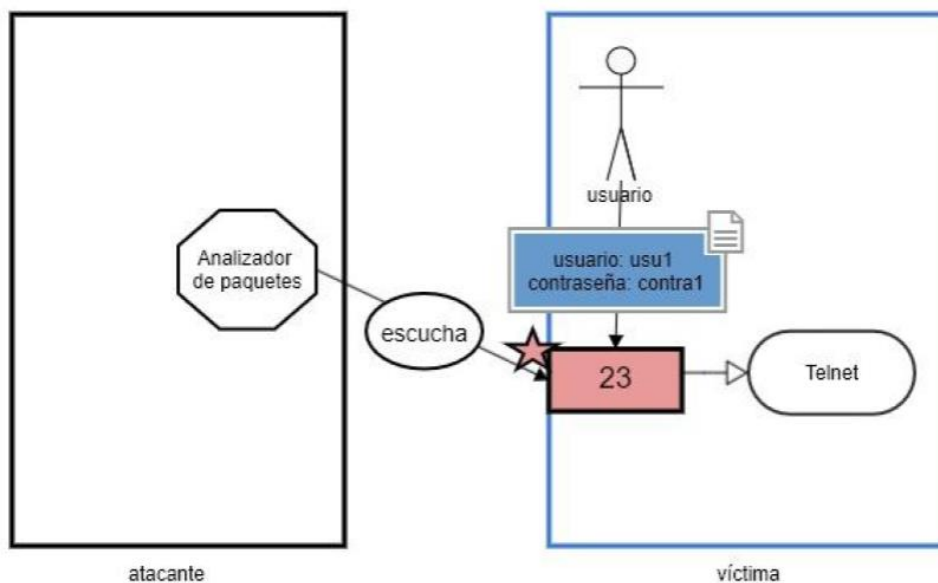 usuario
Analizador
de paquetes
usuario: usu1
contraseña: contra1
escucha
23
Telnet
atacante
víctima